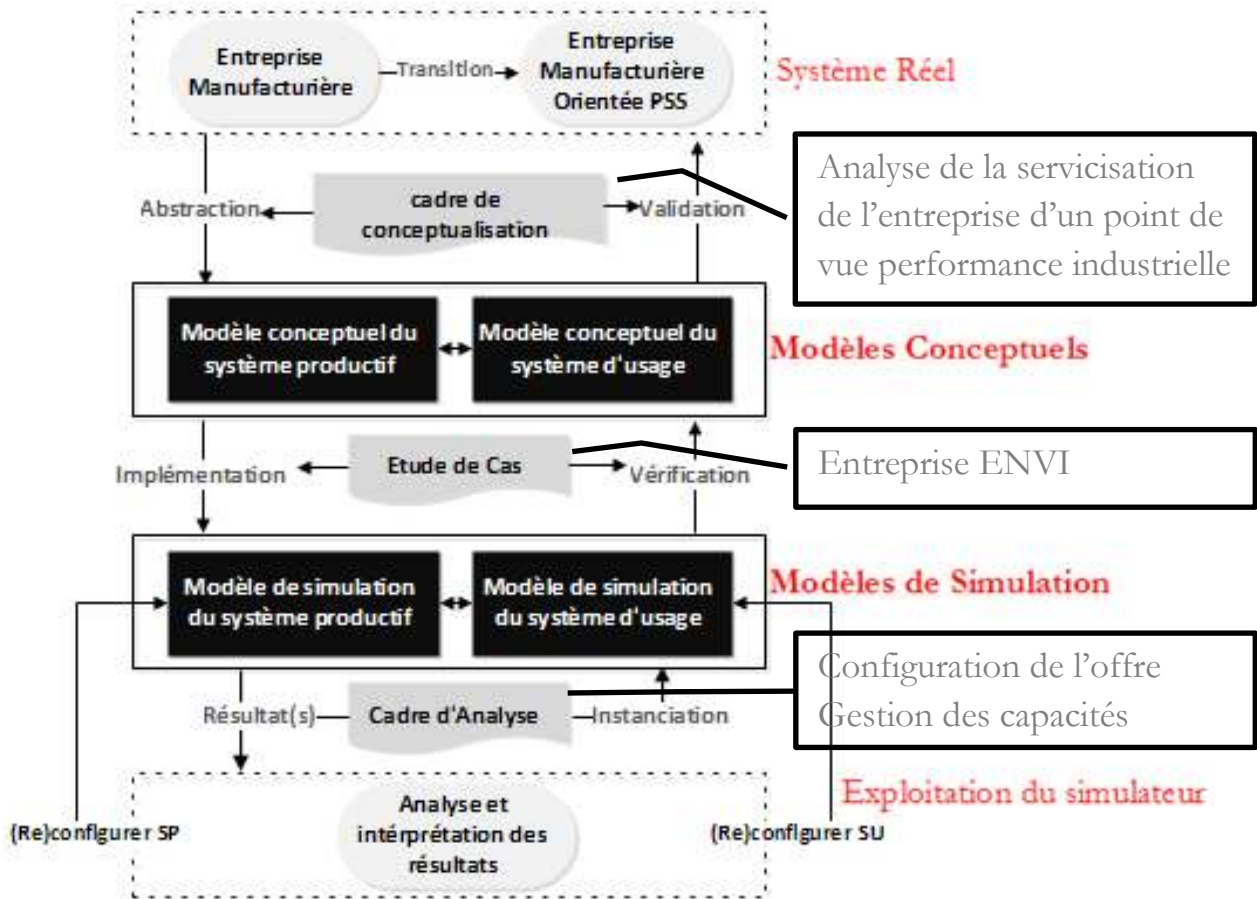 Entreprise
Manufacturière
Transition
Entreprise
Manufacturière
Orientée PSS
Système Réel
Abstraction
cadre de
conceptualisation
Validation
Analyse de la servicisation
de l’entreprise d’un point de
vue performance industrielle
Modèle conceptuel du
système productif
Modèle conceptuel du
système d'usage
Modèles Conceptuels
Implémentation
Etude de Cas
Vérification
Entreprise ENVI
Modèle de simulation
du système productif
Modèle de simulation
du système d'usage
Modèles de Simulation
Résultat(s)
Cadre d'Analyse
Instanciation
Configuration de l’offre
Gestion des capacités
Exploitation du simulateur
(Re)configurer SP
Analyse et
intérprétation des
résultats
(Re)configurer SU